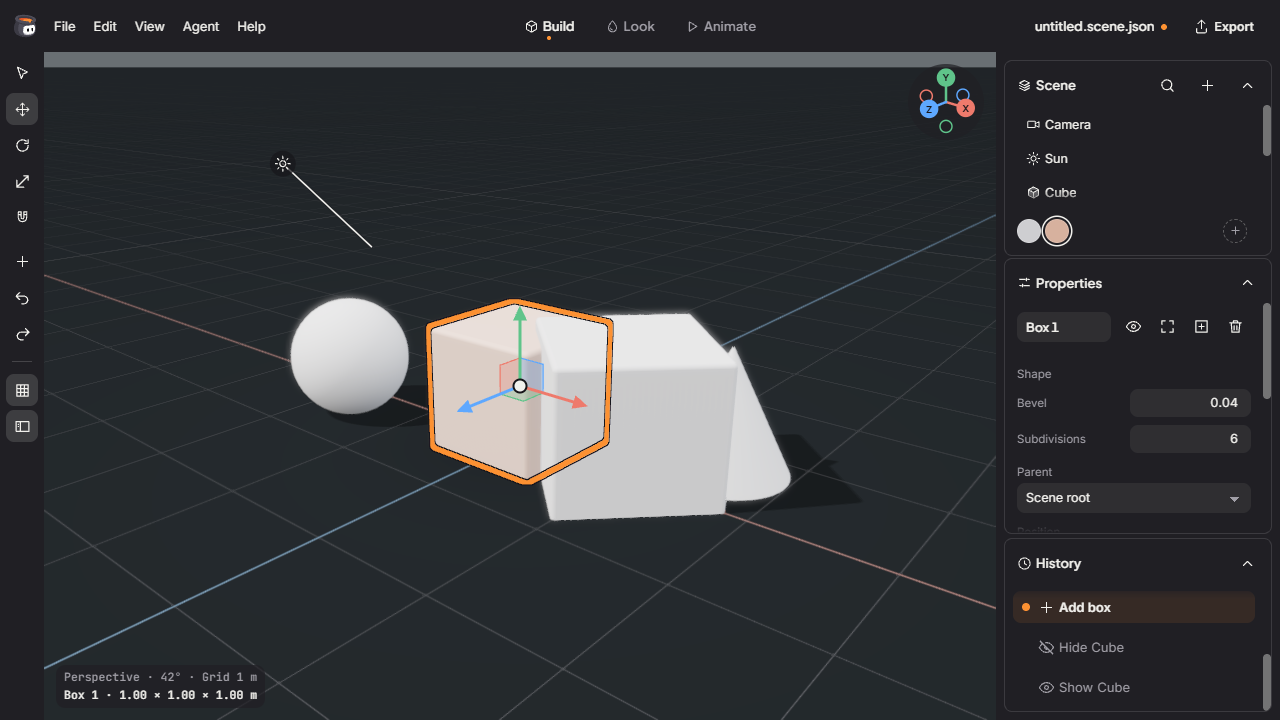 File Edit View Agent Help
Build Look Animate
untitled.scene.json Export
Y
Z X
Scene
Camera
Sun
Cube
Properties
Box 1
Shape
Bevel 0.04
Subdivisions 6
Parent
Scene root
Position
History
Add box
Hide Cube
Show Cube
Perspective · 42° · Grid 1 m
Box 1 · 1.00 × 1.00 × 1.00 m